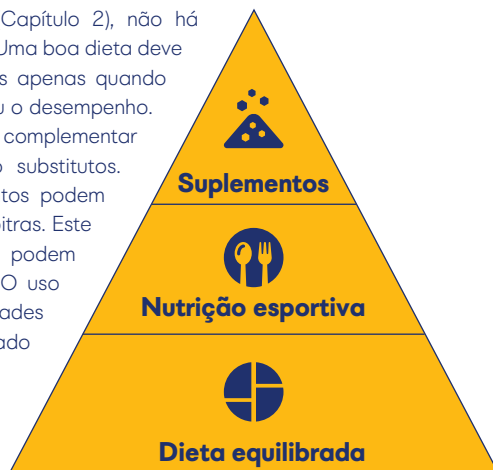 Capítulo 2), não há
Uma boa dieta deve
s apenas quando
u o desempenho.
complementar
o substitutos.
tos podem
itras. Este
podem
O uso
ades
ado
Suplementos
Nutrição esportiva
Dieta equilibrada